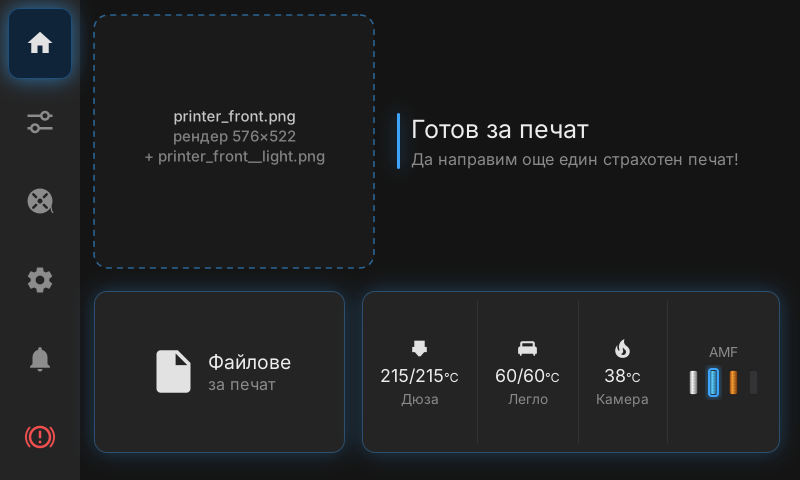 printer_front.png
рендер 576×522
+ printer_front__light.png
Готов за печат
Да направим още един страхотен печат!
Файлове
за печат
215/215°C
Дюза
60/60°C
Легло
38°C
Камера
AMF